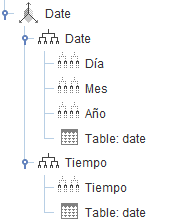 Date
Date
Día
Mes
Año
Table: date
Tiempo
Tiempo
Table: date